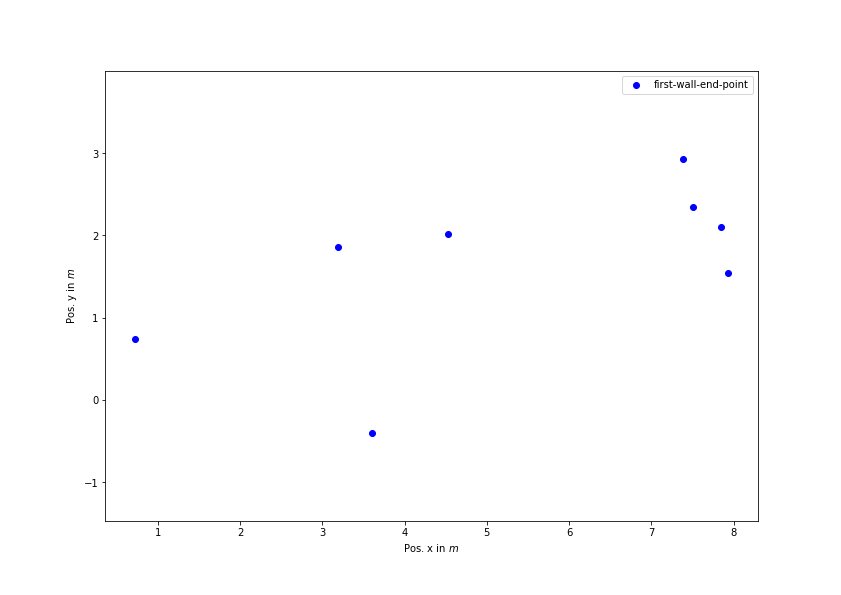 first-wall-end-point
3
2
1
0
−1
Pos. y in m
1 2 3 4 5 6 7 8
Pos. x in m